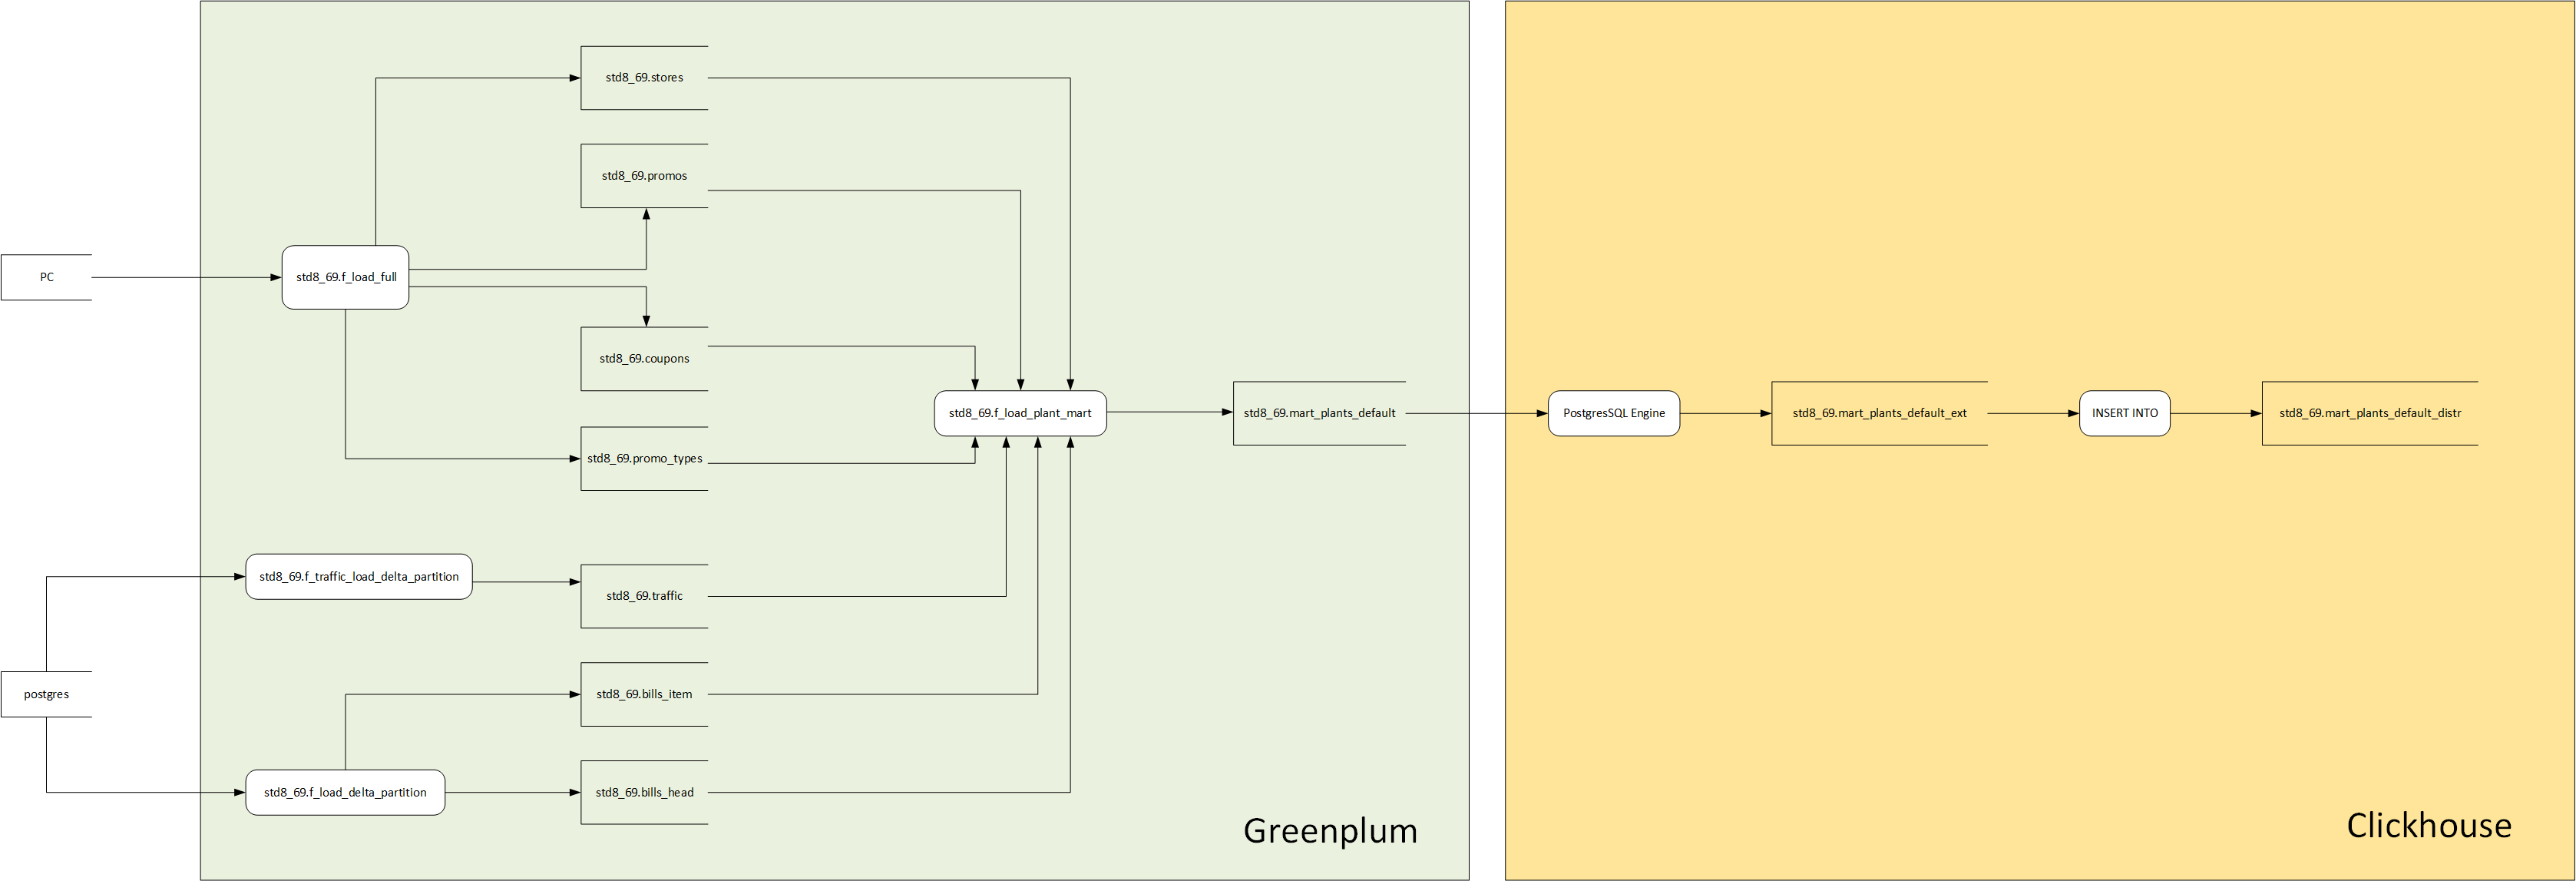 std8_69.stores
std8_69.promos
PC
std8_69.f_load_full
std8_69.coupons
std8_69.f_load_plant_mart
std8_69.mart_plants_default
PostgresSQL Engine
std8_69.mart_plants_default_ext
INSERT INTO
std8_69.mart_plants_default_distr
std8_69.promo_types
std8_69.f_traffic_load_delta_partition
std8_69.traffic
postgres
std8_69.bills_item
std8_69.f_load_delta_partition
std8_69.bills_head
Greenplum
Clickhouse